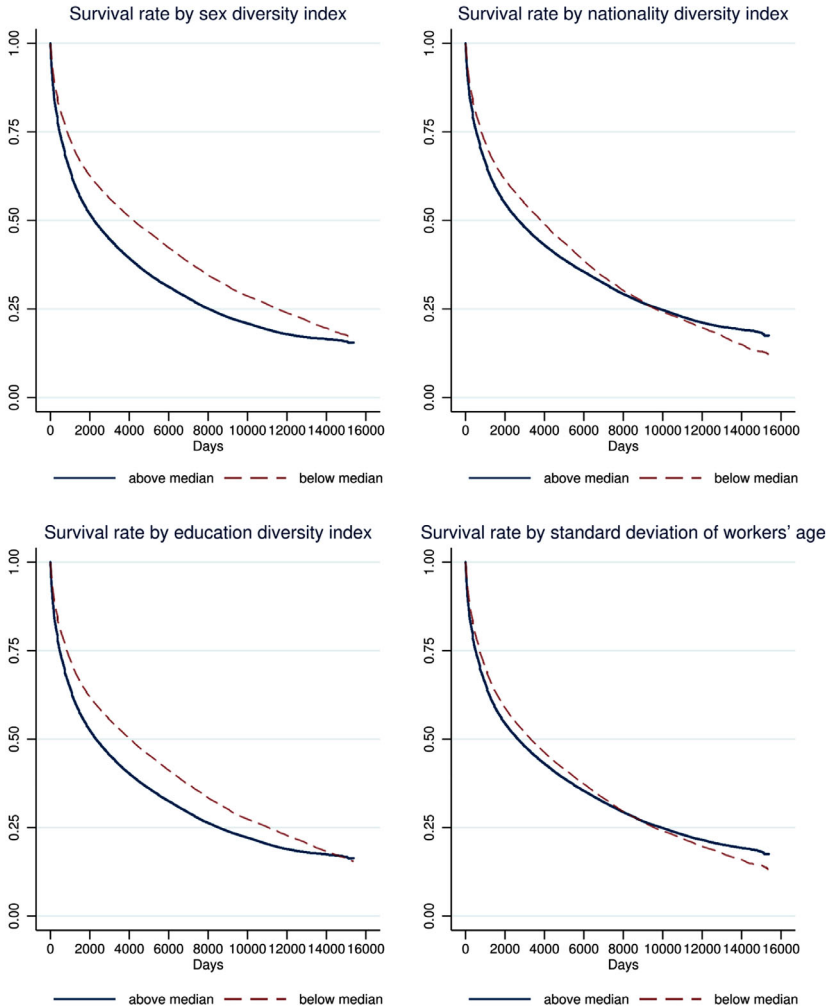 Survival rate by sex diversity index
1.00
0.75
0.50
0.25
0.00
0 2000 4000 6000 8000 10000 12000 14000 16000
Days
above median below median
Survival rate by nationality diversity index
1.00
0.75
0.50
0.25
0.00
0 2000 4000 6000 8000 10000 12000 14000 16000
Days
above median below median
Survival rate by education diversity index
1.00
0.75
0.50
0.25
0.00
0 2000 4000 6000 8000 10000 12000 14000 16000
Days
above median below median
Survival rate by standard deviation of workers' age
1.00
0.75
0.50
0.25
0.00
0 2000 4000 6000 8000 10000 12000 14000 16000
Days
above median below median